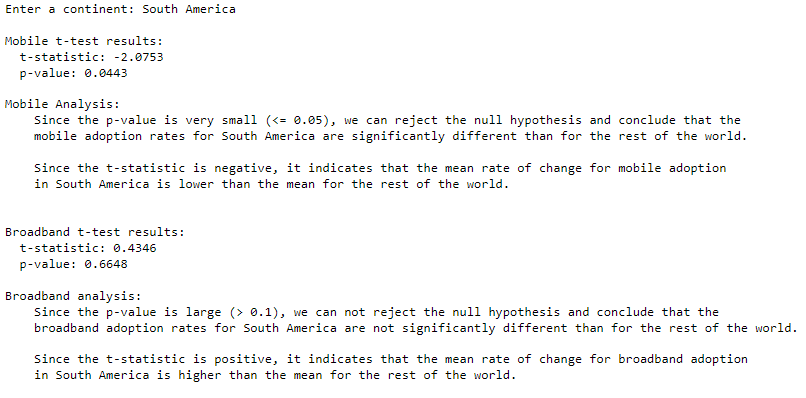 Enter a continent: South America
Mobile t-test results:
t-statistic: -2.0753
p-value: 0.0443
Mobile Analysis:
Since the p-value is very small (<= 0.05), we can reject the null hypothesis and conclude that the
mobile adoption rates for South America are significantly different than for the rest of the world.
Since the t-statistic is negative, it indicates that the mean rate of change for mobile adoption
in South America is lower than the mean for the rest of the world.
Broadband t-test results:
t-statistic: 0.4346
p-value: 0.6648
Broadband analysis:
Since the p-value is large (> 0.1), we can not reject the null hypothesis and conclude that the
broadband adoption rates for South America are not significantly different than for the rest of the world.
Since the t-statistic is positive, it indicates that the mean rate of change for broadband adoption
in South America is higher than the mean for the rest of the world.